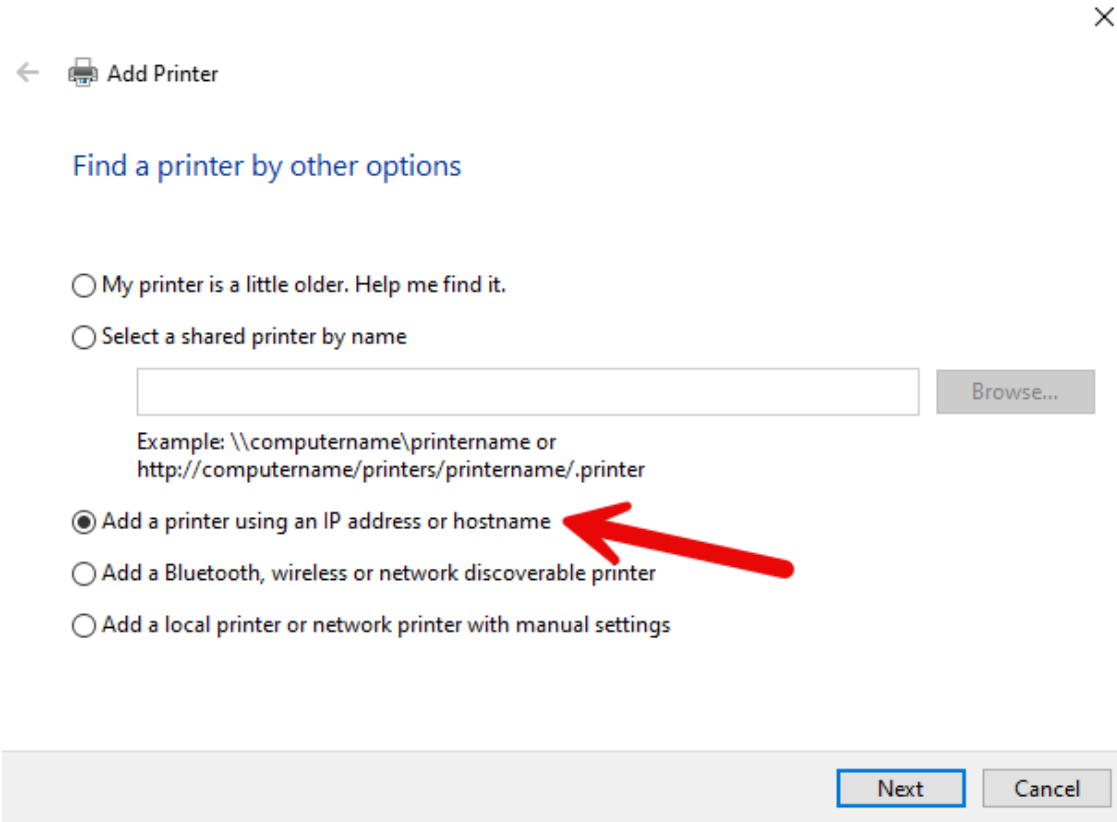 Add Printer
Find a printer by other options
My printer is a little older. Help me find it.
Select a shared printer by name
Browse...
Example: \\computername\printername or
http://computername/printers/printername/.printer
Add a printer using an IP address or hostname
Add a Bluetooth, wireless or network discoverable printer
Add a local printer or network printer with manual settings
Next
Cancel